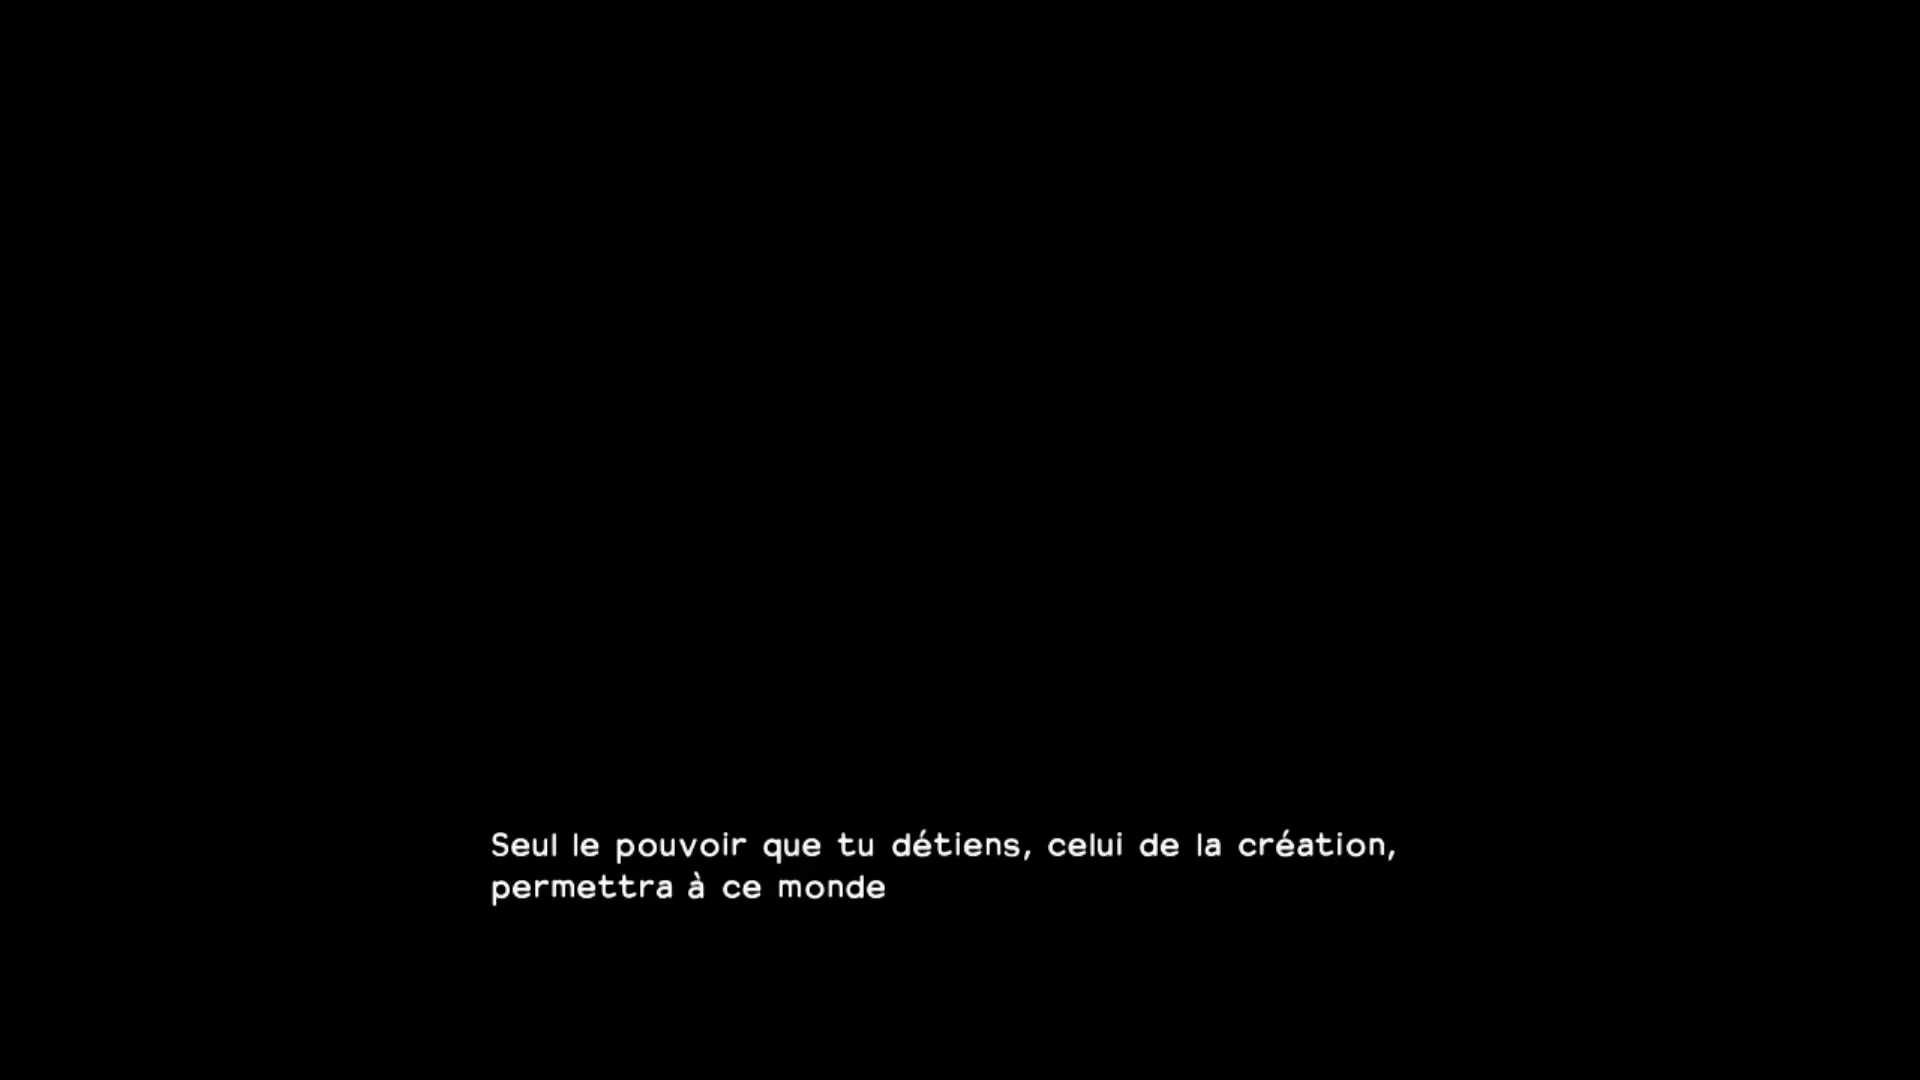 Seul le pouvoir que tu détiens, celui de la création,
permettra à ce monde